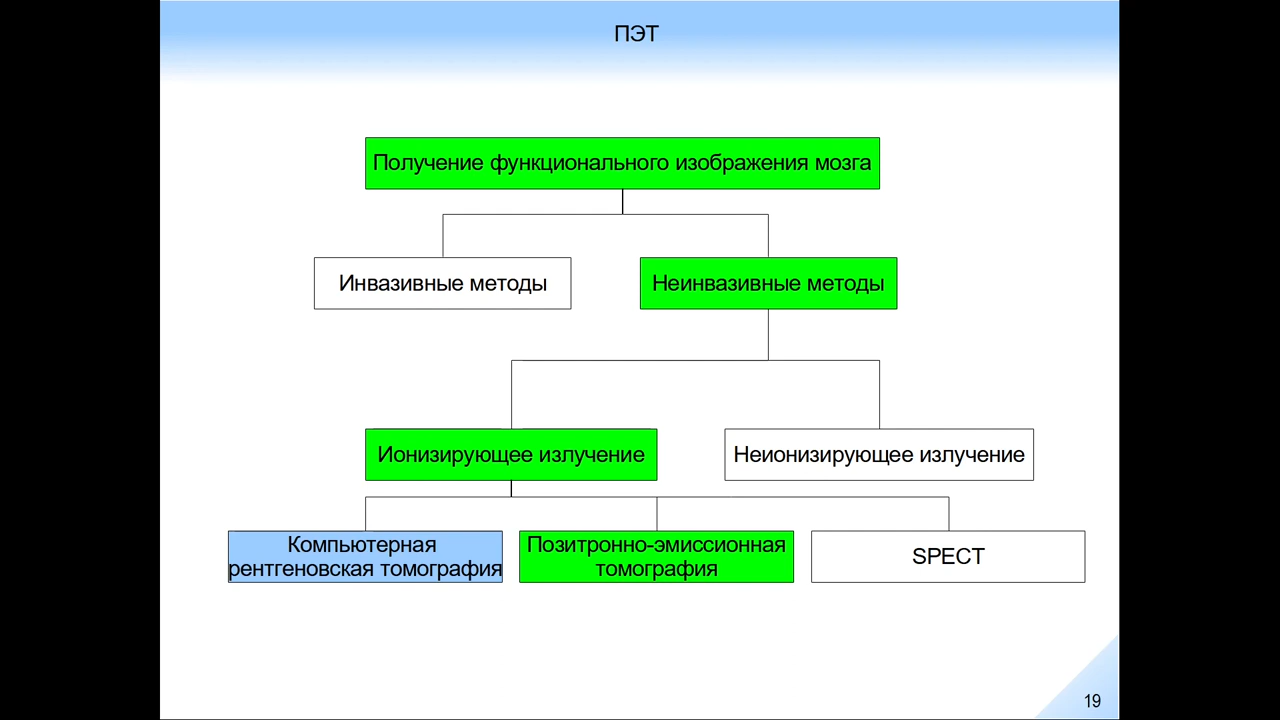 ПЭТ
Получение функционального изображения мозга
Инвазивные методы
Неинвазивные методы
Ионизирующее излучение
Неионизирующее излучение
Компьютерная
рентгеновская томография
Позитронно-эмиссионная
томография
SPECT
19